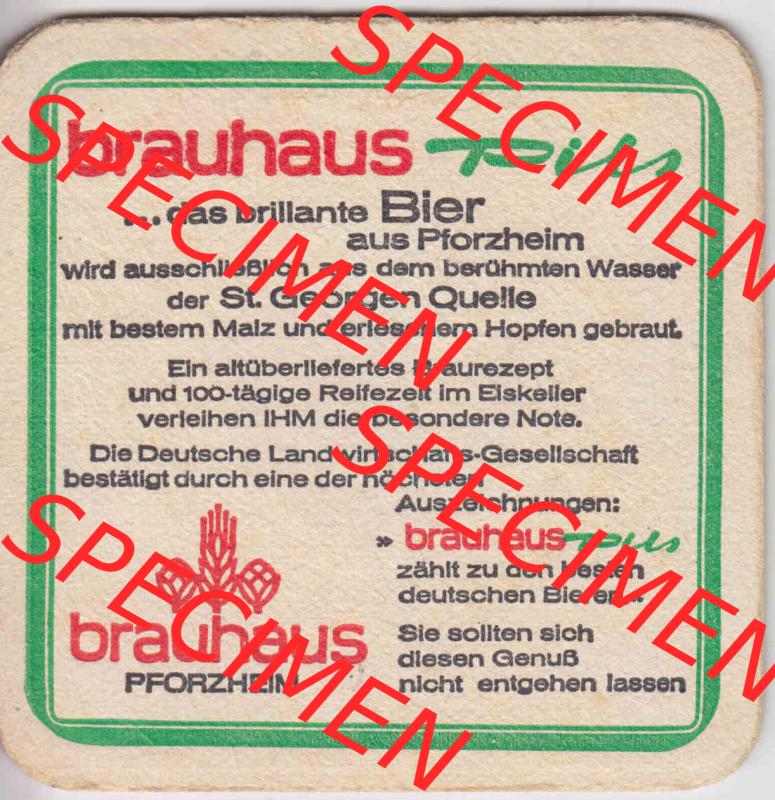 brauhaus Pils
... das brillante Bier
aus Pforzheim
wird ausschließlich aus dem berühmten Wasser
der St. Georgen Quelle
mit bestem Malz und erlesenem Hopfen gebraut.
Ein altüberliefertes Braurezept
und 100-tägige Reifezeit im Eiskeller
verleihen IHM die besondere Note.
Die Deutsche Landwirtschafts-Gesellschaft
bestätigt durch eine der höchsten
Auszeichnungen:
» brauhaus Pils
zählt zu den besten
deutschen Bieren«.
Sie sollten sich
diesen Genuß
nicht entgehen lassen
brauhaus
PFORZHEIM
SPECIMEN
SPECIMEN
SPECIMEN
SPECIMEN